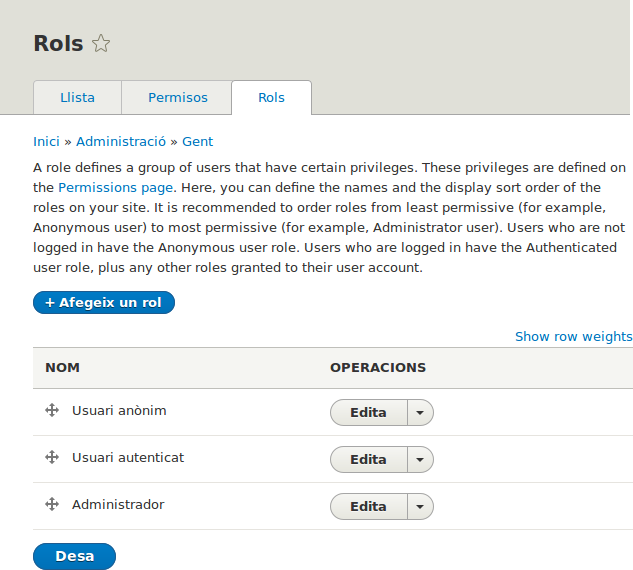 Rols
Llista Permisos Rols
Inici » Administració » Gent
A role defines a group of users that have certain privileges. These privileges are defined on
the Permissions page. Here, you can define the names and the display sort order of the
roles on your site. It is recommended to order roles from least permissive (for example,
Anonymous user) to most permissive (for example, Administrator user). Users who are not
logged in have the Anonymous user role. Users who are logged in have the Authenticated
user role, plus any other roles granted to their user account.
+ Afegeix un rol
Show row weights
NOM OPERACIONS
Usuari anònim Edita
Usuari autenticat Edita
Administrador Edita
Desa